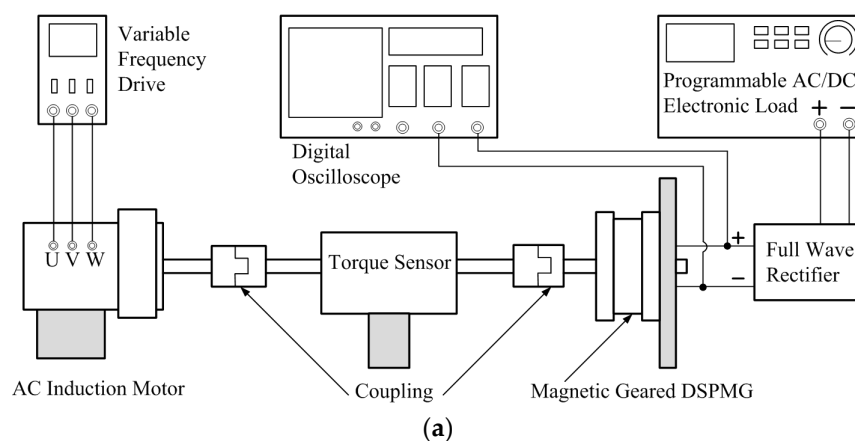 Variable
Frequency
Drive
Digital
Oscilloscope
Programmable AC/DC
Electronic Load
+ −
U V W
Torque Sensor
+
−
Full Wave
Rectifier
AC Induction Motor
Coupling
Magnetic Geared DSPMG
(a)